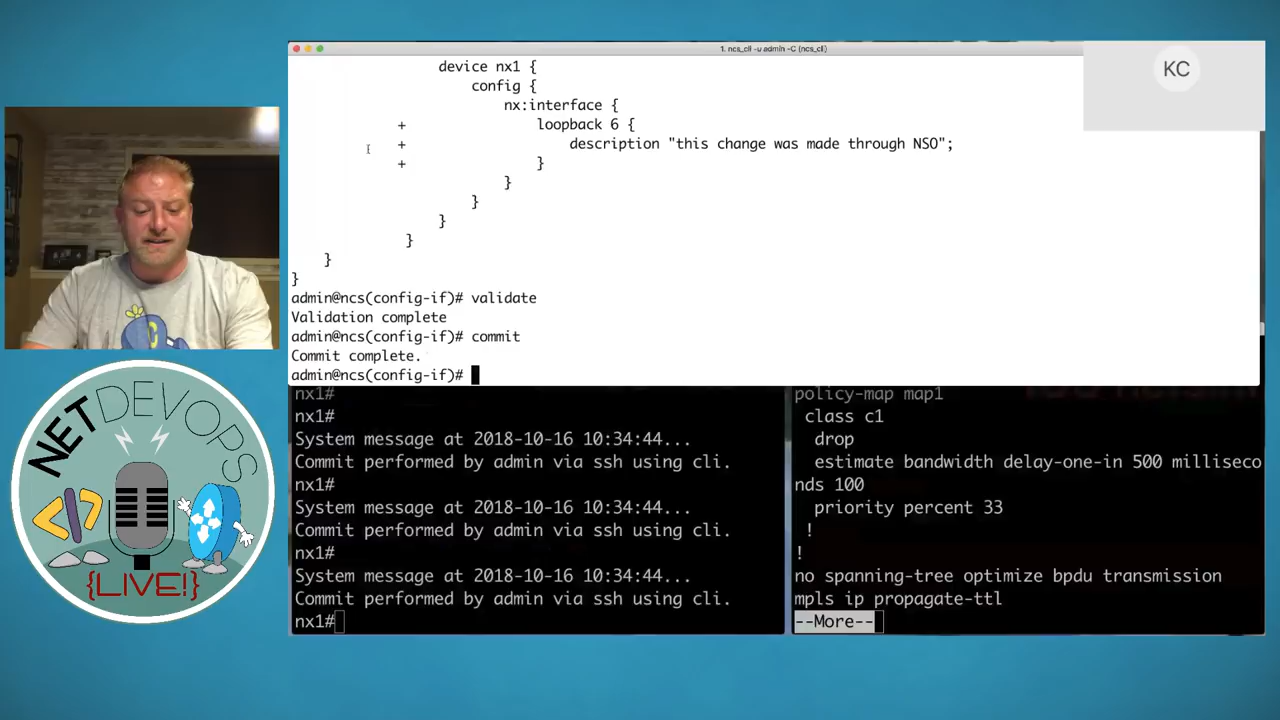 1. ncs_cli -u admin -C (ncs_cli)
KC
device nx1 {
config {
nx:interface {
+ loopback 6 {
+ description "this change was made through NSO";
+ }
}
}
}
}
}
}
admin@ncs(config-if)# validate
Validation complete
admin@ncs(config-if)# commit
Commit complete.
admin@ncs(config-if)#
nx1#
nx1#
System message at 2018-10-16 10:34:44...
Commit performed by admin via ssh using cli.
nx1#
System message at 2018-10-16 10:34:44...
Commit performed by admin via ssh using cli.
nx1#
System message at 2018-10-16 10:34:44...
Commit performed by admin via ssh using cli.
nx1#
policy-map map1
class c1
drop
estimate bandwidth delay-one-in 500 milliseco
nds 100
priority percent 33
!
!
no spanning-tree optimize bpdu transmission
mpls ip propagate-ttl
--More--
NETDEVOPS
</>
{LIVE!}